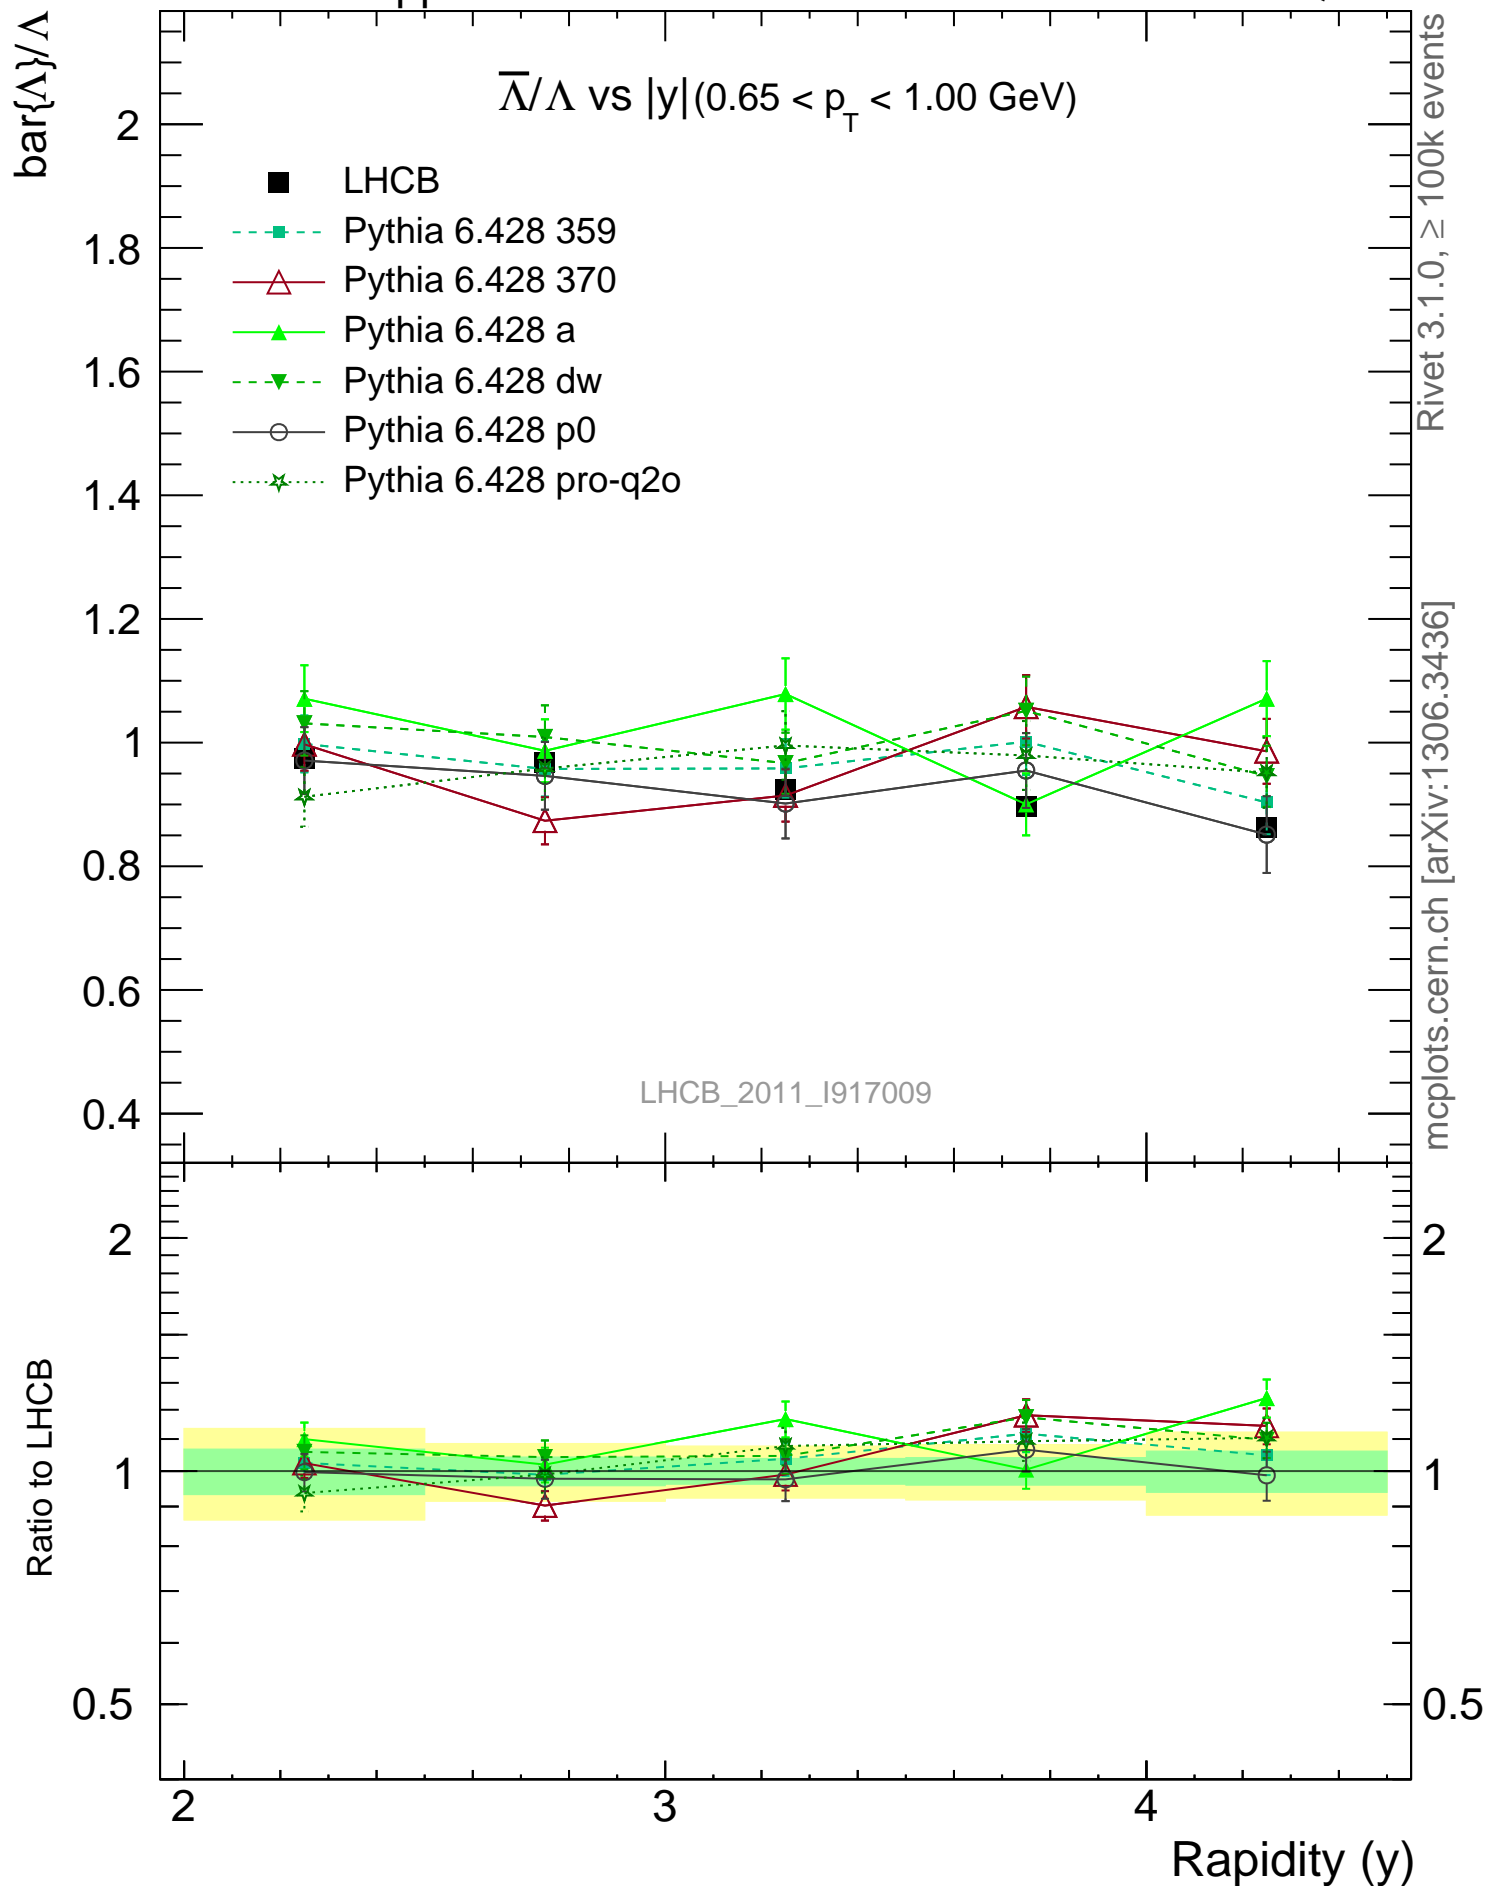 bar{Λ}/Λ
Λ̅/Λ vs |y|(0.65 < p_T < 1.00 GeV)
LHCB
Pythia 6.428 359
Pythia 6.428 370
Pythia 6.428 a
Pythia 6.428 dw
Pythia 6.428 p0
Pythia 6.428 pro-q2o
2
1.8
1.6
1.4
1.2
1
0.8
0.6
0.4
LHCB_2011_I917009
Rivet 3.1.0, ≥ 100k events
mcplots.cern.ch [arXiv:1306.3436]
Ratio to LHCB
2
1
0.5
2
1
0.5
2
3
4
Rapidity (y)